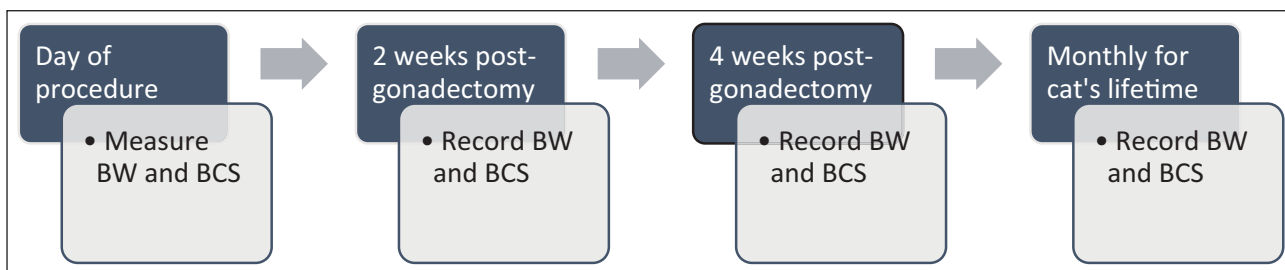 Day of
procedure
• Measure
BW and BCS
2 weeks post-
gonadectomy
• Record BW
and BCS
4 weeks post-
gonadectomy
• Record BW
and BCS
Monthly for
cat's lifetime
• Record BW
and BCS